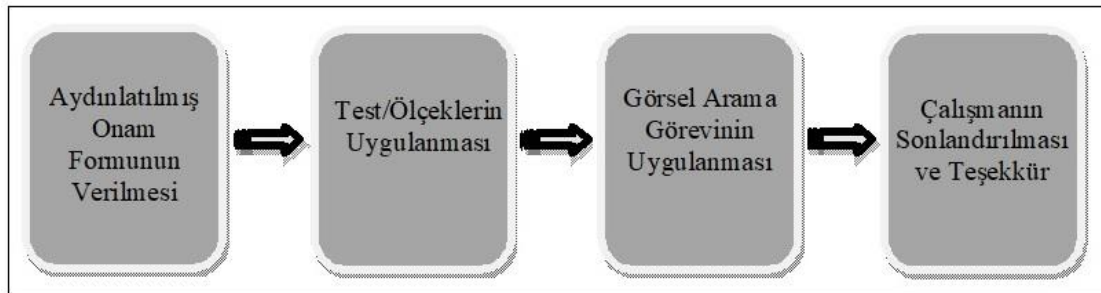 Aydınlatılmış
Onam
Formunun
Verilmesi
Test/Ölçeklerin
Uygulanması
Görsel Arama
Görevinin
Uygulanması
Çalışmanın
Sonlandırılması
ve Teşekkür